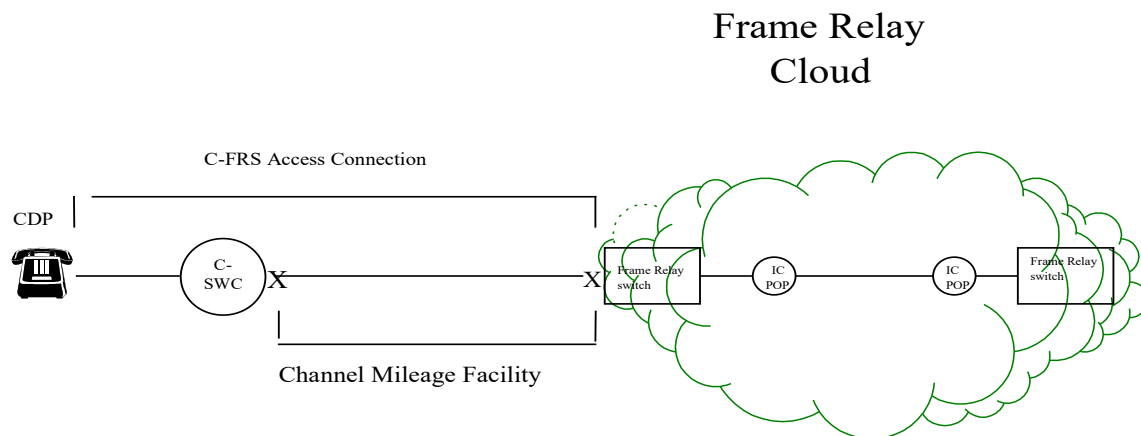 Frame Relay
Cloud
C-FRS Access Connection
CDP
C-
SWC
X
X
Frame Relay
switch
IC
POP
IC
POP
Frame Relay
switch
Channel Mileage Facility